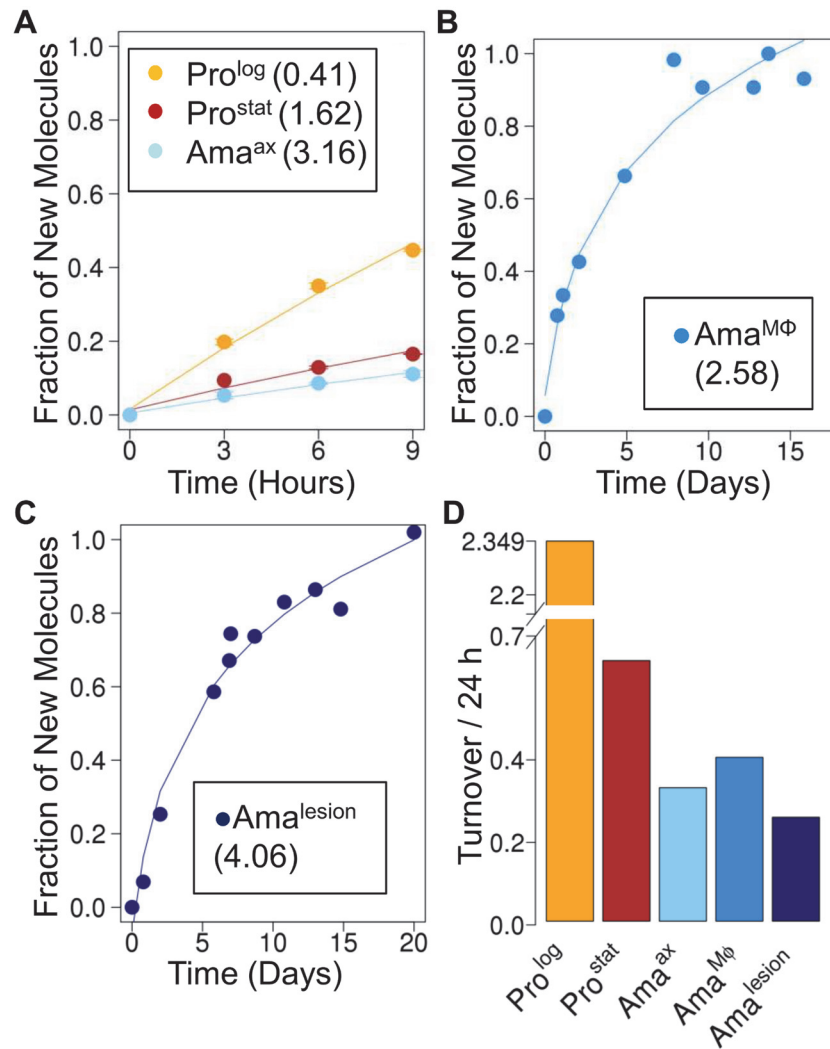 A
Fraction of New Molecules
1.0
0.8
0.6
0.4
0.2
0.0
Pro^log (0.41)
Pro^stat (1.62)
Ama^ax (3.16)
0 3 6 9
Time (Hours)
B
Fraction of New Molecules
1.0
0.8
0.6
0.4
0.2
0.0
Ama^MΦ
(2.58)
0 5 10 15
Time (Days)
C
Fraction of New Molecules
1.0
0.8
0.6
0.4
0.2
0.0
Ama^lesion
(4.06)
0 5 10 15 20
Time (Days)
D
Turnover / 24 h
2.349
2.2
0.7
0.4
0.2
0.0
Pro^log
Pro^stat
Ama^ax
Ama^Mφ
Ama^lesion